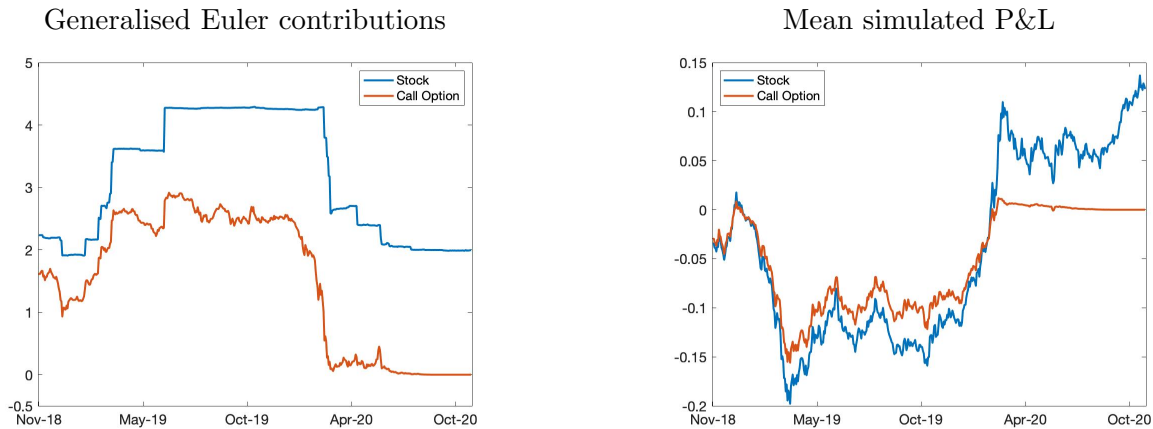 Generalised Euler contributions
5
4
3
2
1
0
-0.5
Nov-18
May-19
Oct-19
Apr-20
Oct-20
Stock
Call Option
Mean simulated P&L
0.15
0.1
0.05
0
-0.05
-0.1
-0.15
-0.2
Nov-18
May-19
Oct-19
Apr-20
Oct-20
Stock
Call Option